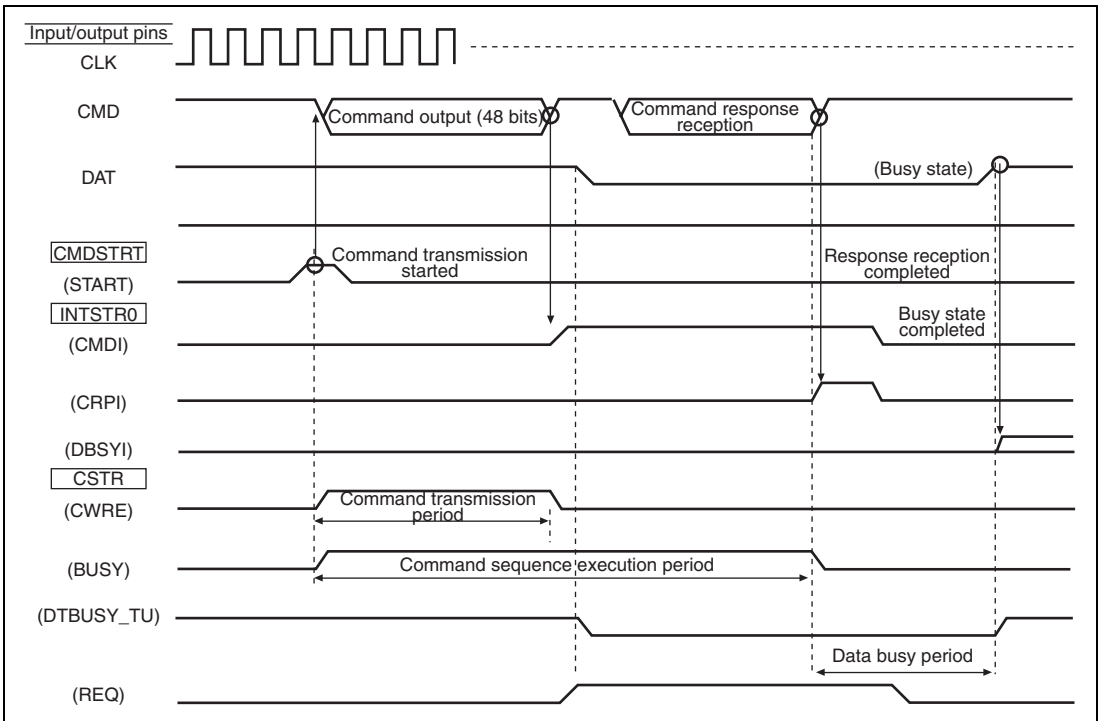 Input/output pins
CLK
CMD
Command output (48 bits)
Command response
reception
DAT
(Busy state)
CMDSTRT
(START)
Command transmission
started
Response reception
completed
INTSTR0
(CMDI)
Busy state
completed
(CRPI)
(DBSYI)
CSTR
(CWRE)
Command transmission
period
(BUSY)
Command sequence execution period
(DTBUSY_TU)
Data busy period
(REQ)